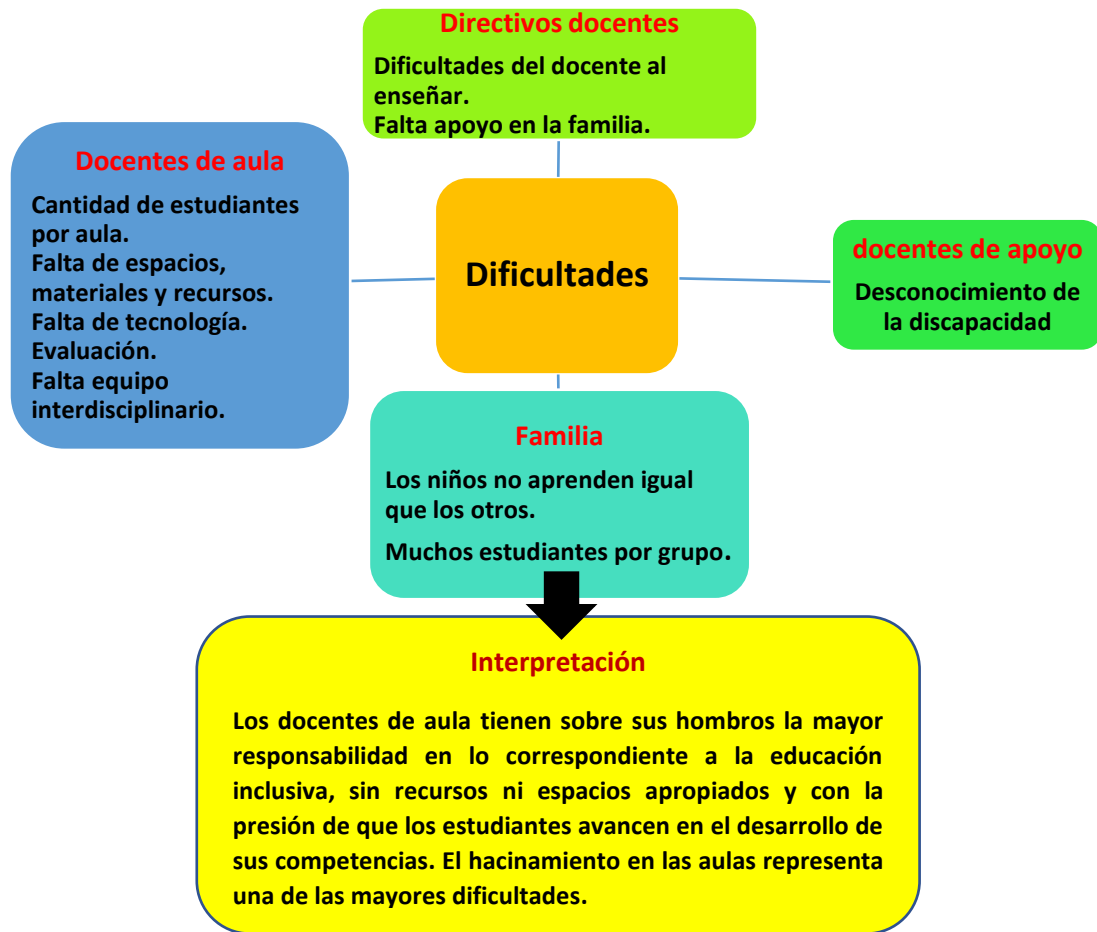 Directivos docentes
Dificultades del docente al
enseñar.
Falta apoyo en la familia.
Docentes de aula
Cantidad de estudiantes
por aula.
Falta de espacios,
materiales y recursos.
Falta de tecnología.
Evaluación.
Falta equipo
interdisciplinario.
Dificultades
docentes de apoyo
Desconocimiento de
la discapacidad
Familia
Los niños no aprenden igual
que los otros.
Muchos estudiantes por grupo.
Interpretación
Los docentes de aula tienen sobre sus hombros la mayor
responsabilidad en lo correspondiente a la educación
inclusiva, sin recursos ni espacios apropiados y con la
presión de que los estudiantes avancen en el desarrollo de
sus competencias. El hacinamiento en las aulas representa
una de las mayores dificultades.